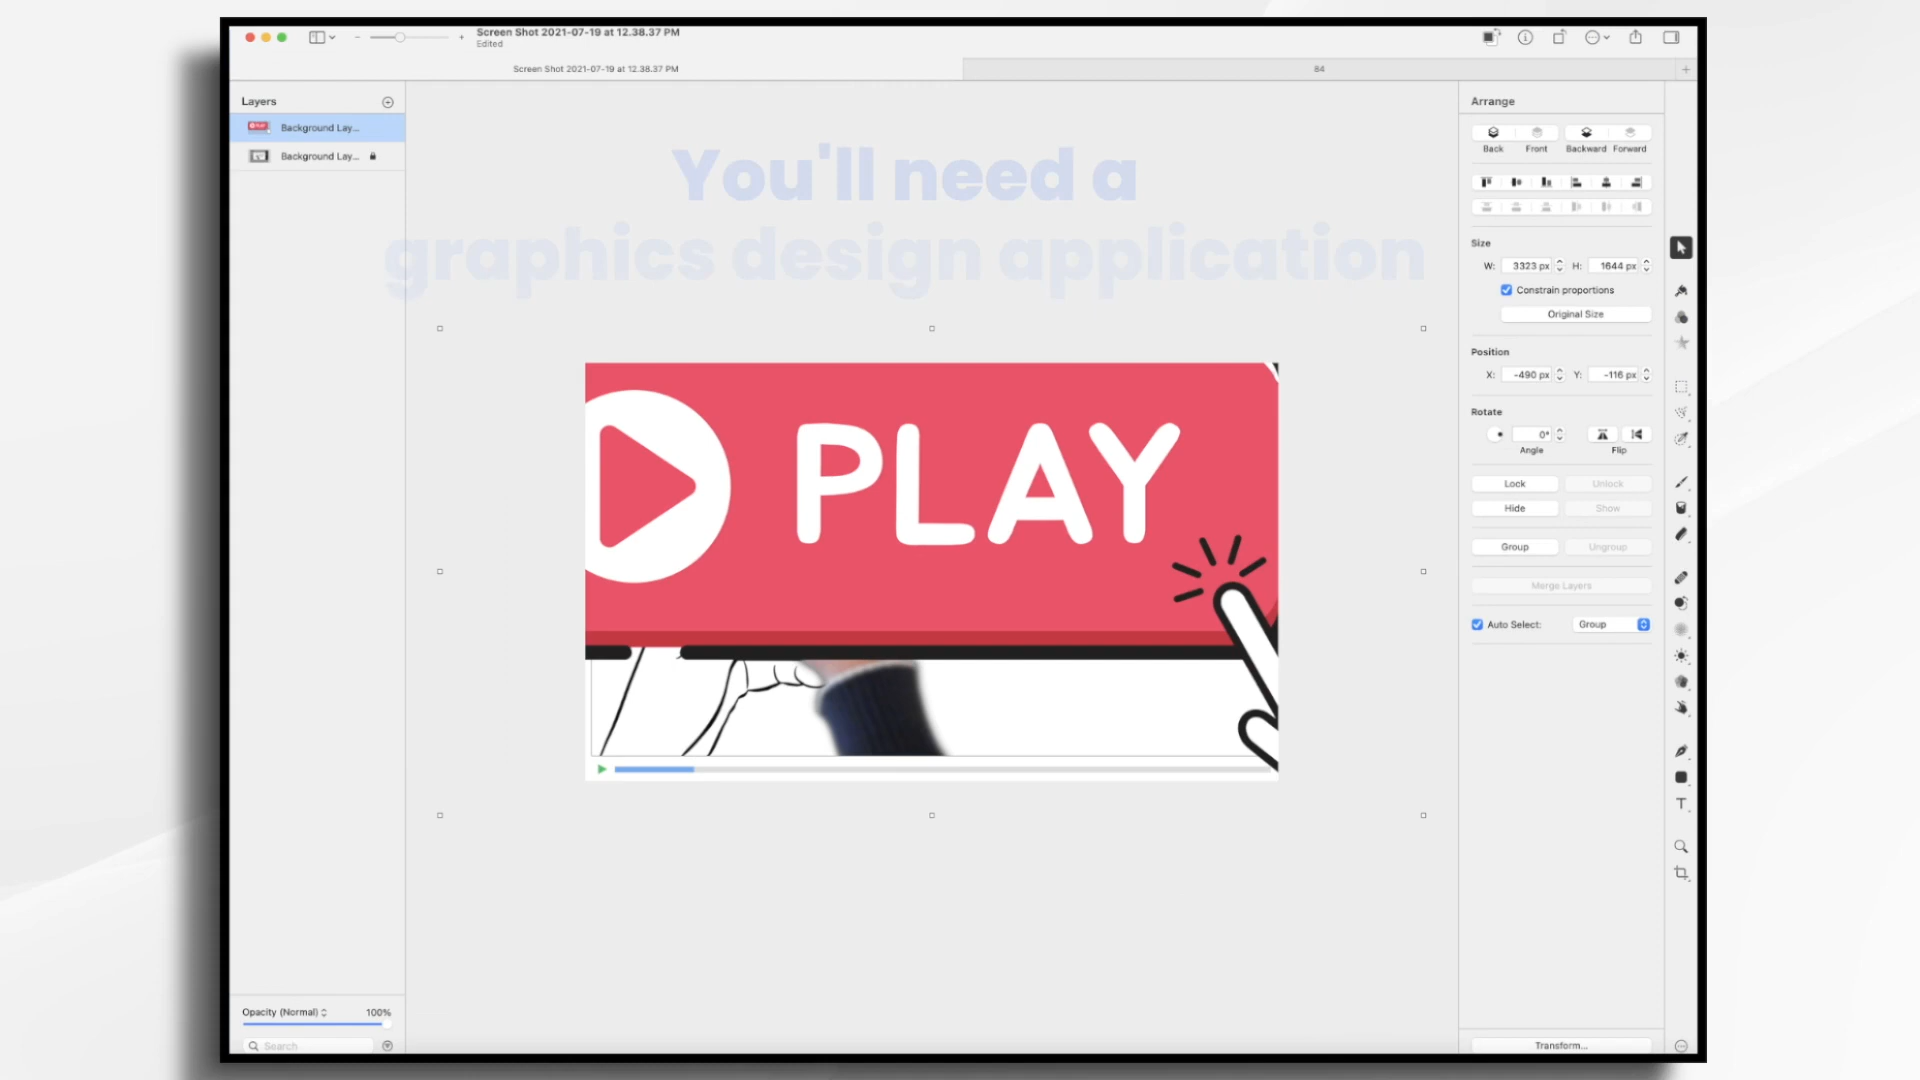 Screen Shot 2021-07-19 at 12.38.37 PM
Edited
Screen Shot 2021-07-19 at 12.38.37 PM
84
Layers
Background Lay...
Background Lay...
You'll need a
graphics design application
PLAY
Arrange
Back Front Backward Forward
Size
W: 3323 px H: 1644 px
Constrain proportions
Original Size
Position
X: -490 px Y: -116 px
Rotate
0°
Angle Flip
Lock Unlock
Hide Show
Group Ungroup
Merge Layers
Auto Select: Group
T
Opacity (Normal) 100%
Search
Transform...